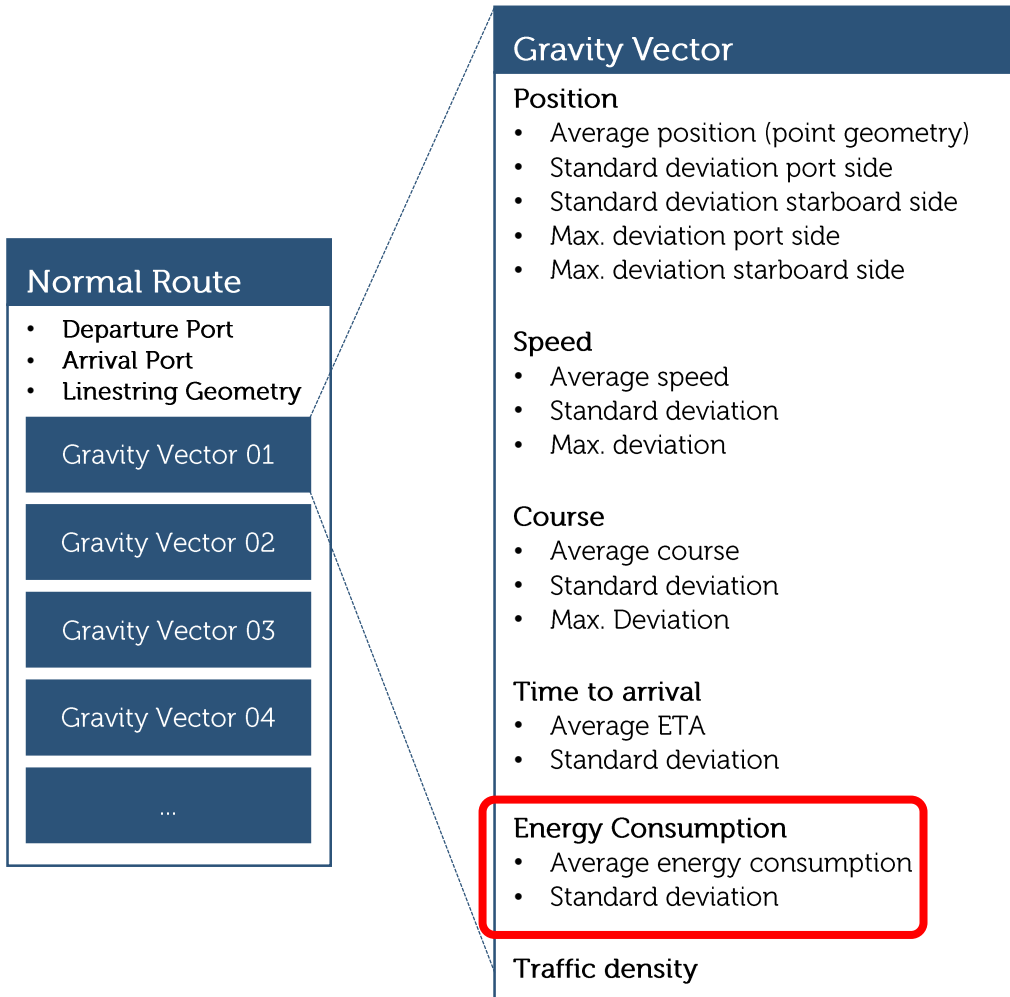 Normal Route
• Departure Port
• Arrival Port
• Linestring Geometry
Gravity Vector 01
Gravity Vector 02
Gravity Vector 03
Gravity Vector 04
...
Gravity Vector
Position
• Average position (point geometry)
• Standard deviation port side
• Standard deviation starboard side
• Max. deviation port side
• Max. deviation starboard side
Speed
• Average speed
• Standard deviation
• Max. deviation
Course
• Average course
• Standard deviation
• Max. Deviation
Time to arrival
• Average ETA
• Standard deviation
Energy Consumption
• Average energy consumption
• Standard deviation
Traffic density